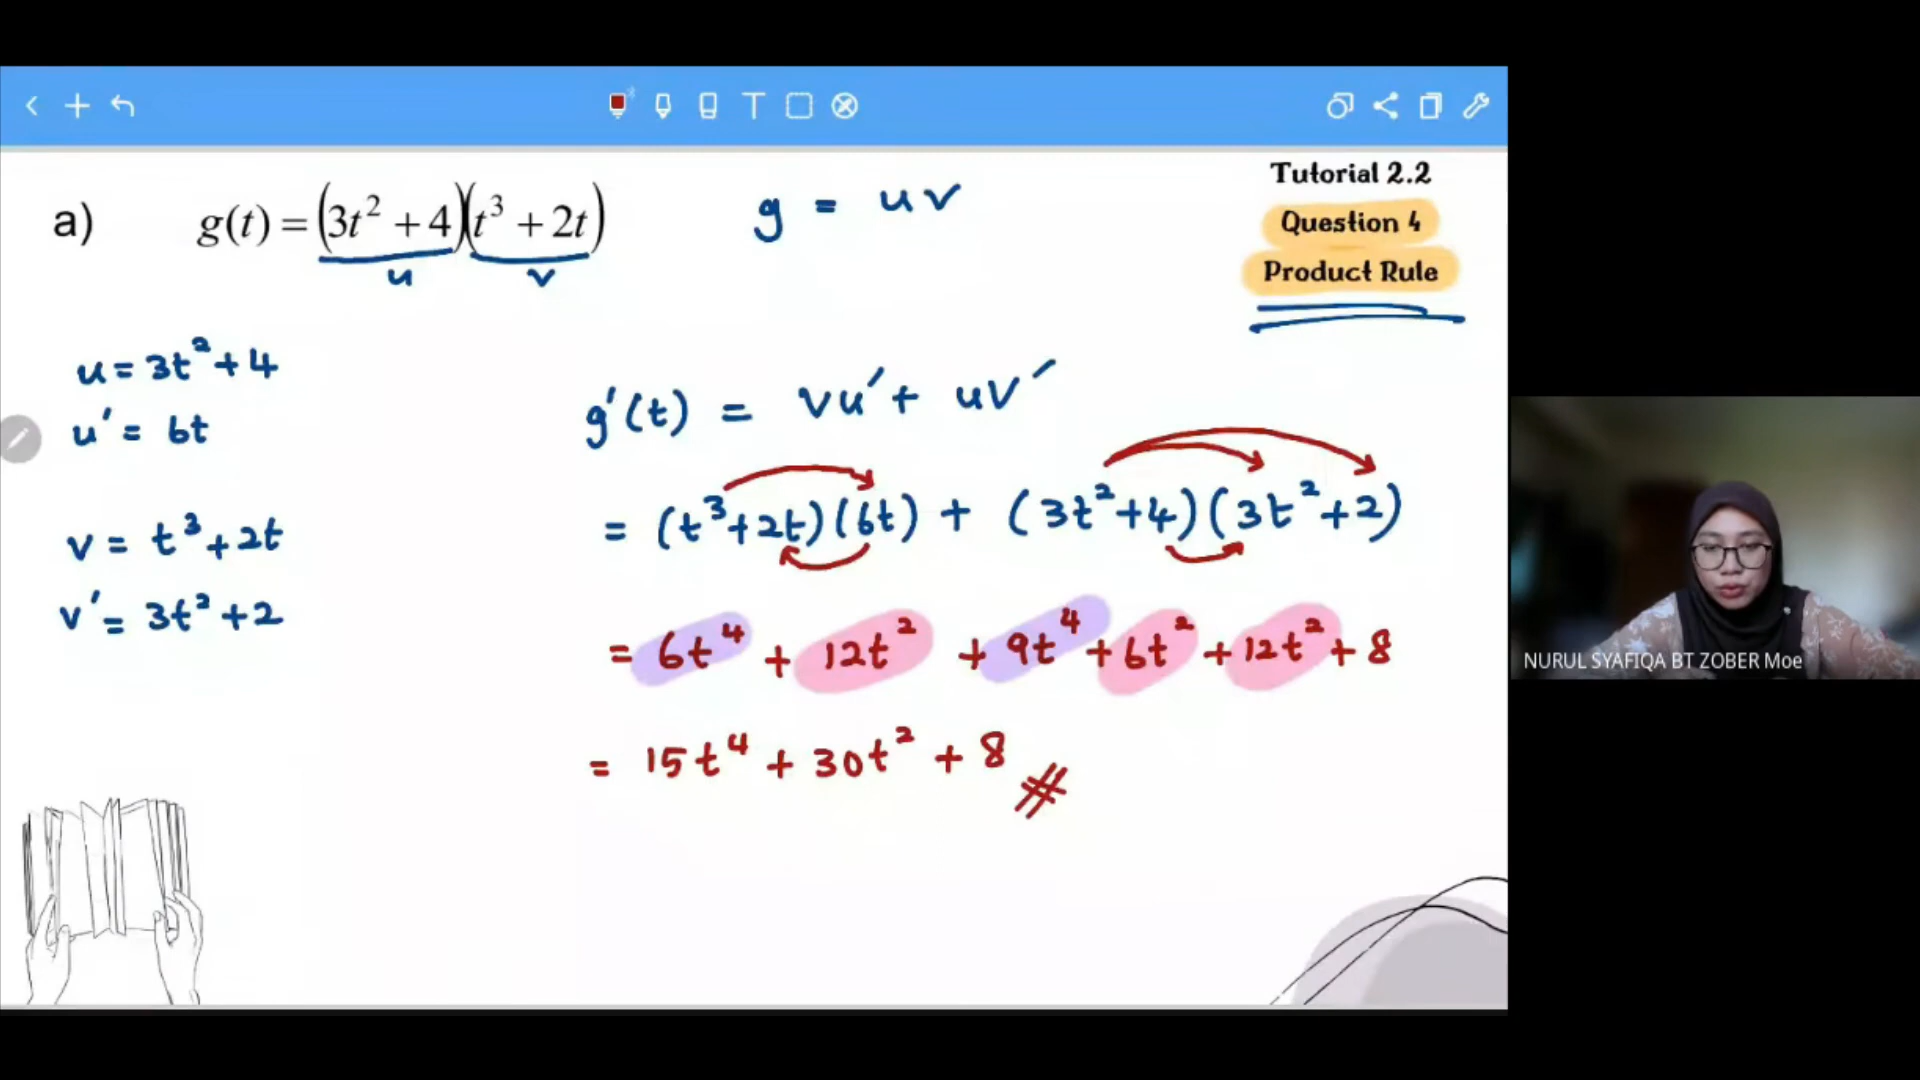 Tutorial 2.2
Question 4
Product Rule
a) g(t) = (3t² + 4)(t³ + 2t)
u v
g = uv
u = 3t² + 4
u' = 6t
v = t³ + 2t
v' = 3t² + 2
g'(t) = vu' + uv'
= (t³ + 2t)(6t) + (3t² + 4)(3t² + 2)
= 6t⁴ + 12t² + 9t⁴ + 6t² + 12t² + 8
= 15t⁴ + 30t² + 8 #
NURUL SYAFIQA BT ZOBER Moe